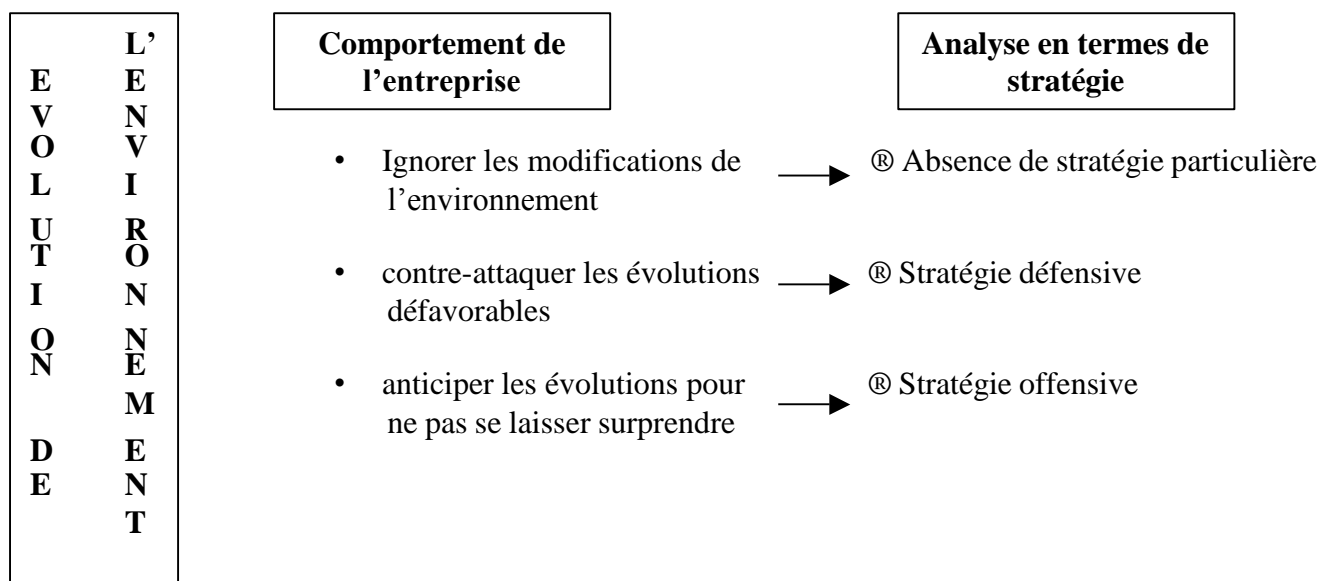 EVOLUTION DE
L’ENVIRONNEMENT
Comportement de
l’entreprise
Analyse en termes de
stratégie
• Ignorer les modifications de
l’environnement
® Absence de stratégie particulière
• contre-attaquer les évolutions
défavorables
® Stratégie défensive
• anticiper les évolutions pour
ne pas se laisser surprendre
® Stratégie offensive